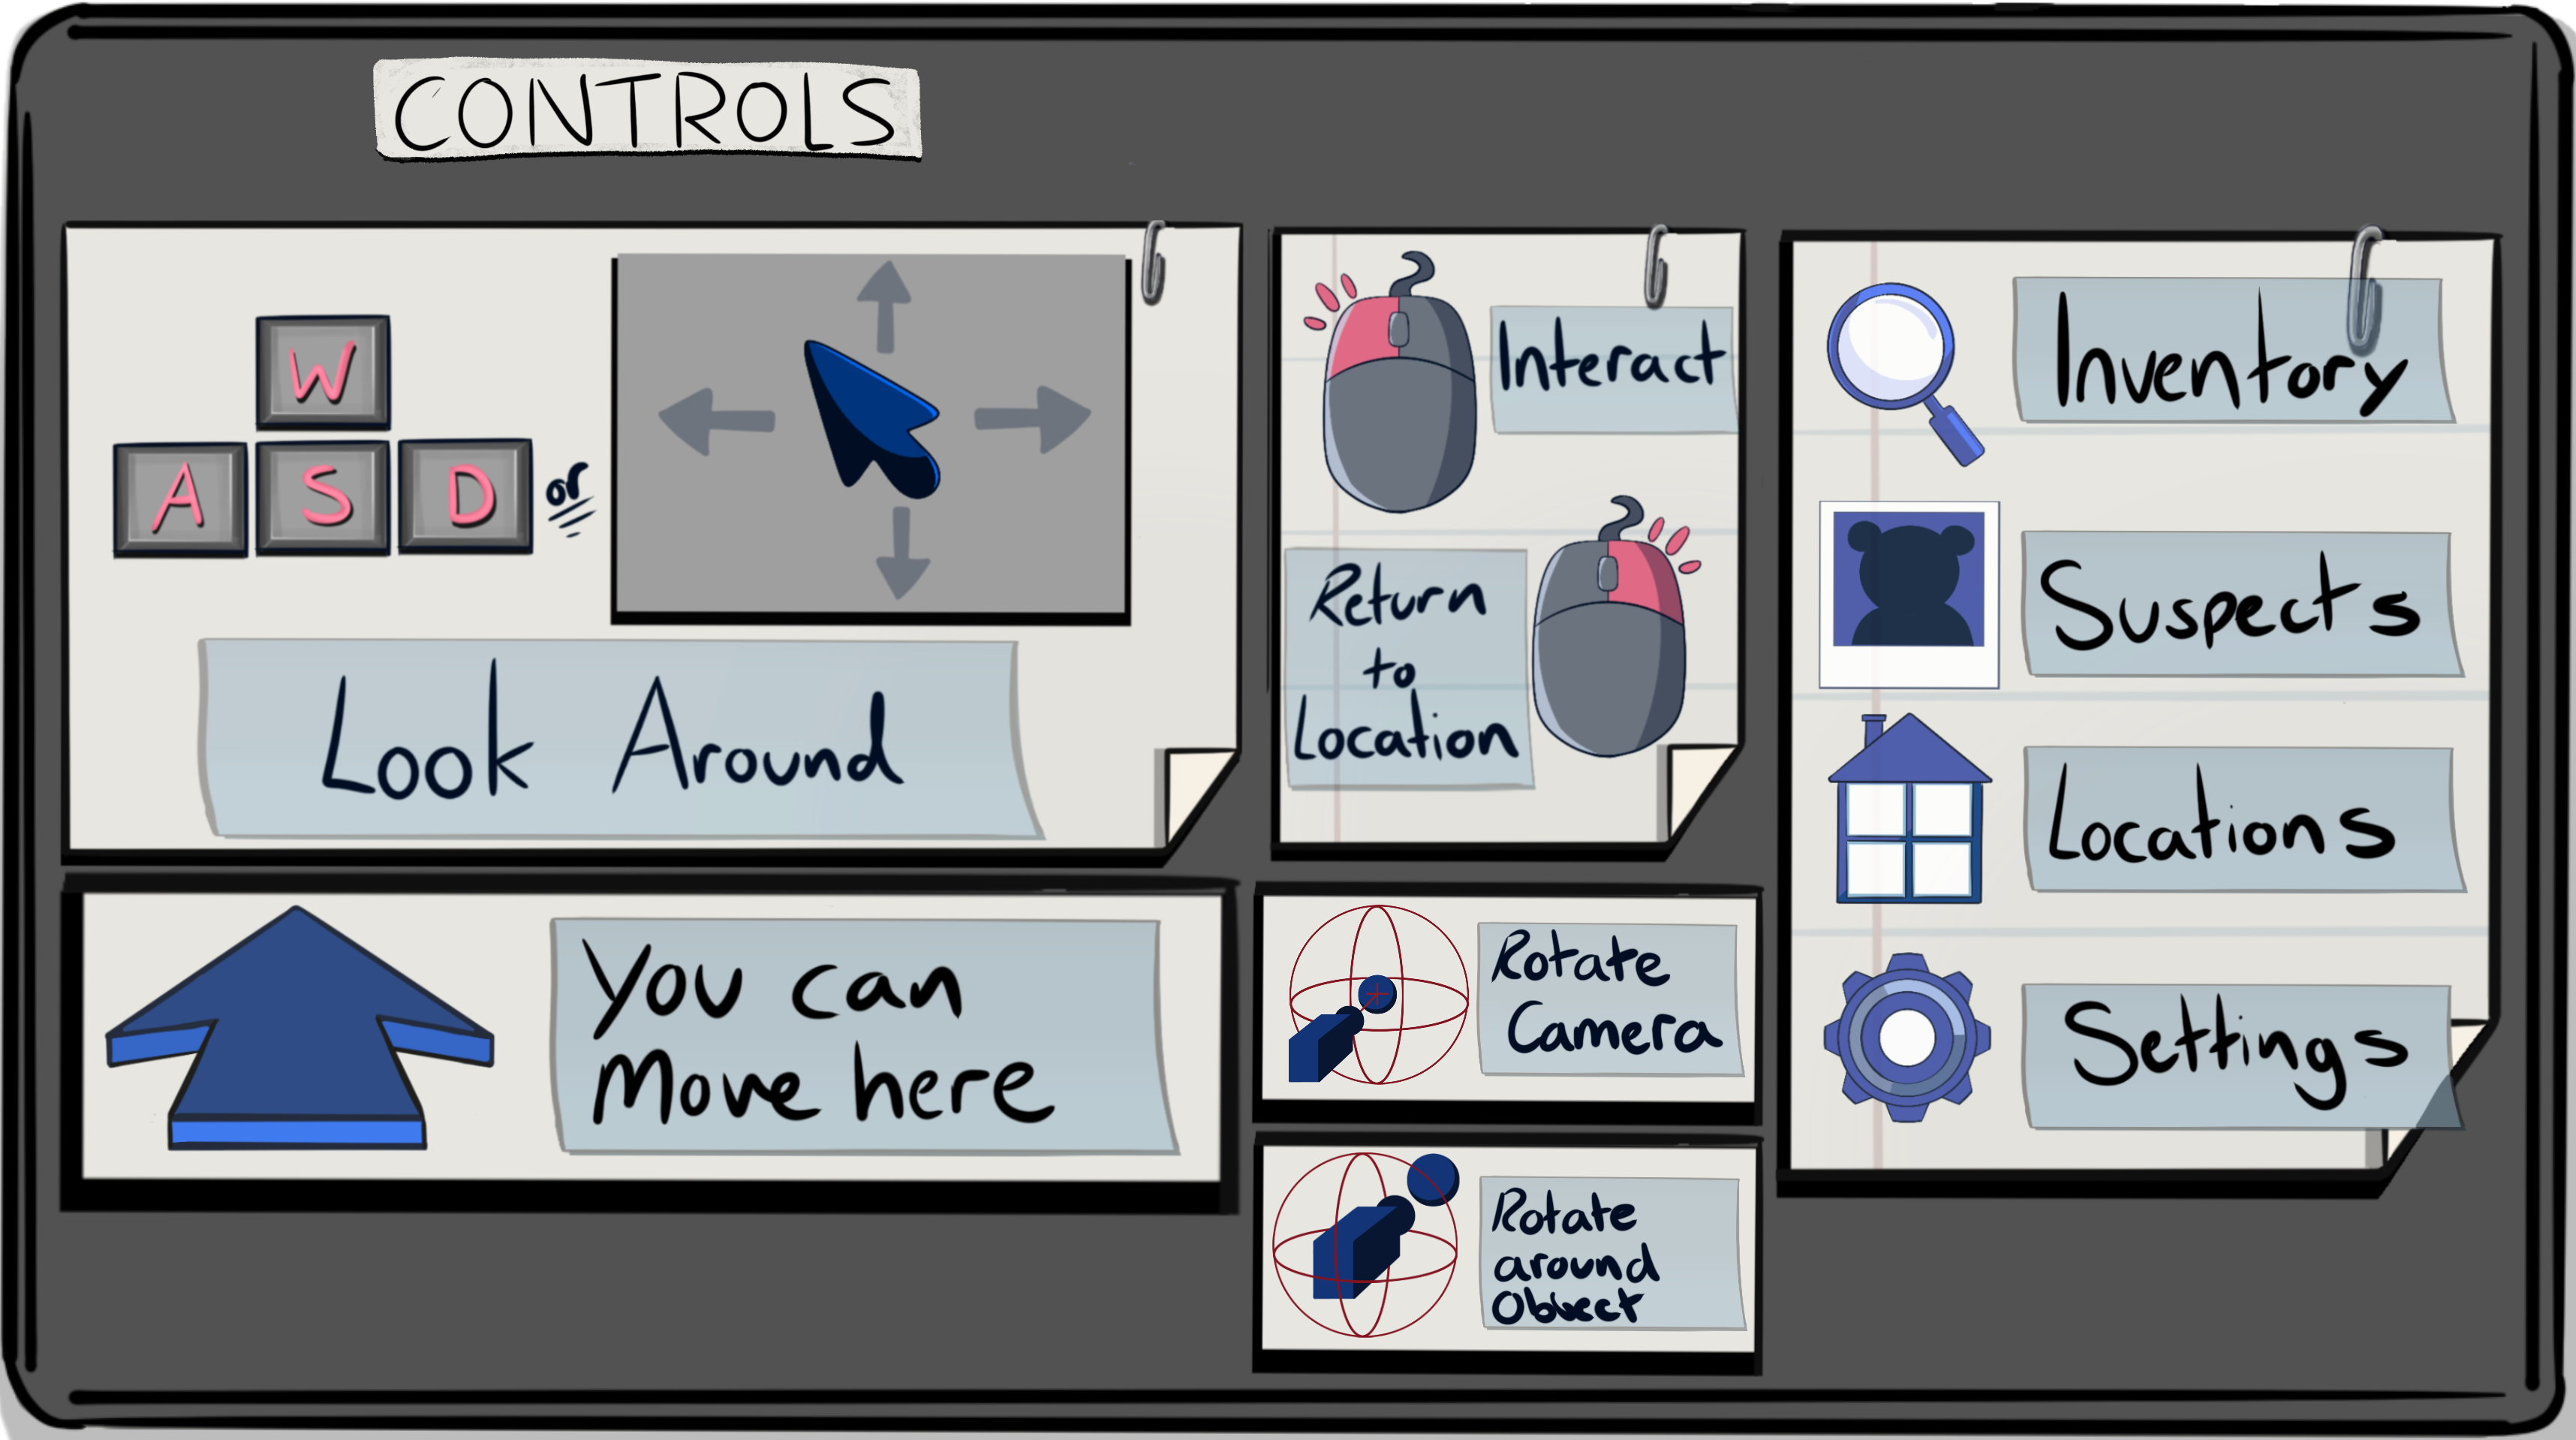 CONTROLS
W
A S D or
Look Around
You can
Move here
Interact
Return
to
Location
Rotate
Camera
Rotate
around
Object
Inventory
Suspects
Locations
Settings